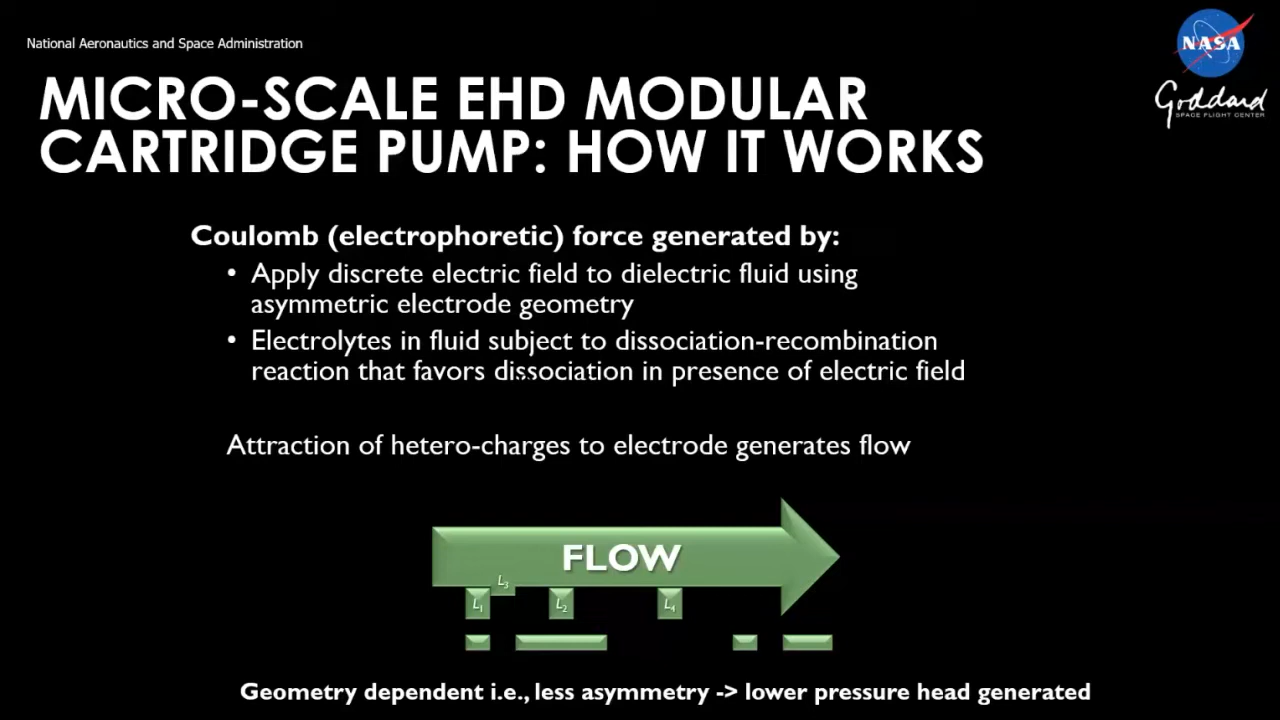 National Aeronautics and Space Administration
NASA
Goddard
SPACE FLIGHT CENTER
MICRO-SCALE EHD MODULAR
CARTRIDGE PUMP: HOW IT WORKS
Coulomb (electrophoretic) force generated by:
• Apply discrete electric field to dielectric fluid using
asymmetric electrode geometry
• Electrolytes in fluid subject to dissociation-recombination
reaction that favors dissociation in presence of electric field
Attraction of hetero-charges to electrode generates flow
FLOW
L3
L1 L2 L4
Geometry dependent i.e., less asymmetry -> lower pressure head generated